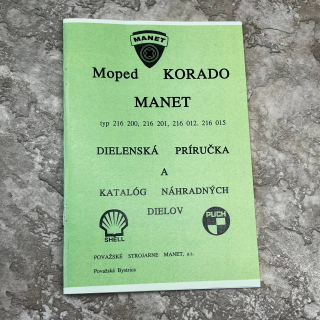 MANET
Moped KORADO
MANET
typ 216 200, 216 201, 216 012. 216 015
DIELENSKÁ PRÍRUČKA
A
KATALÓG NÁHRADNÝCH
DIELOV
SHELL
PUCH
POVAŽSKÉ STROJARNE MANET, a.s.
Považská Bystrica